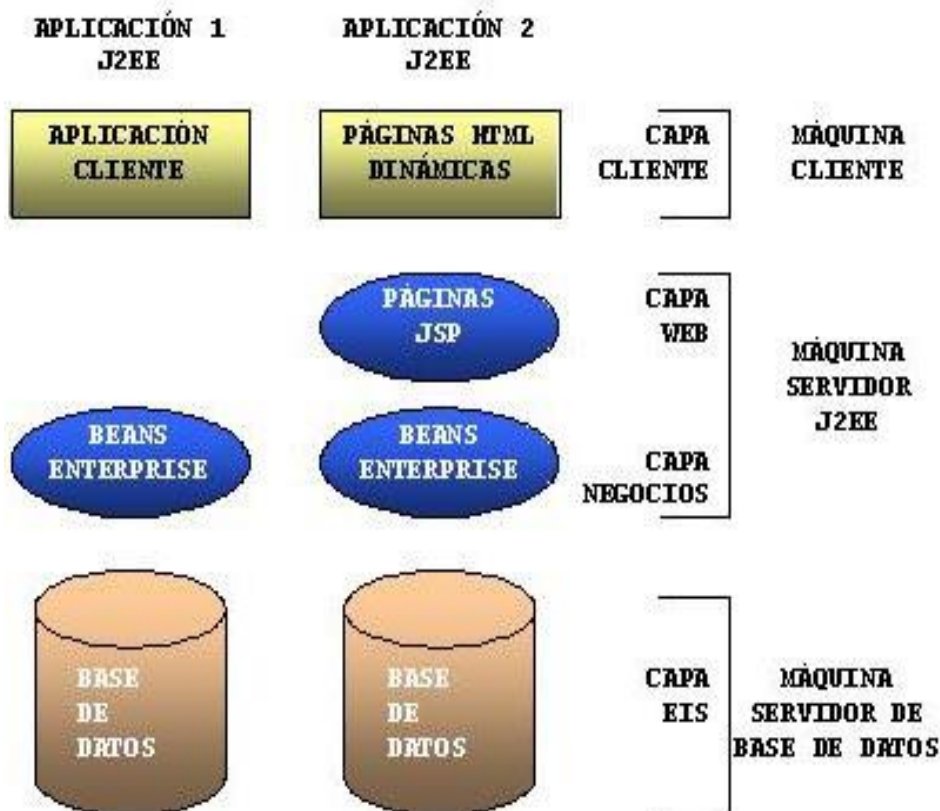 APLICACIÓN 1
J2EE
APLICACIÓN 2
J2EE
APLICACIÓN
CLIENTE
PÁGINAS HTML
DINÁMICAS
CAPA
CLIENTE
MÁQUINA
CLIENTE
PÁGINAS
JSP
CAPA
WEB
MÁQUINA
SERVIDOR
J2EE
BEANS
ENTERPRISE
BEANS
ENTERPRISE
CAPA
NEGOCIOS
BASE
DE
DATOS
BASE
DE
DATOS
CAPA
EIS
MÁQUINA
SERVIDOR DE
BASE DE DATOS